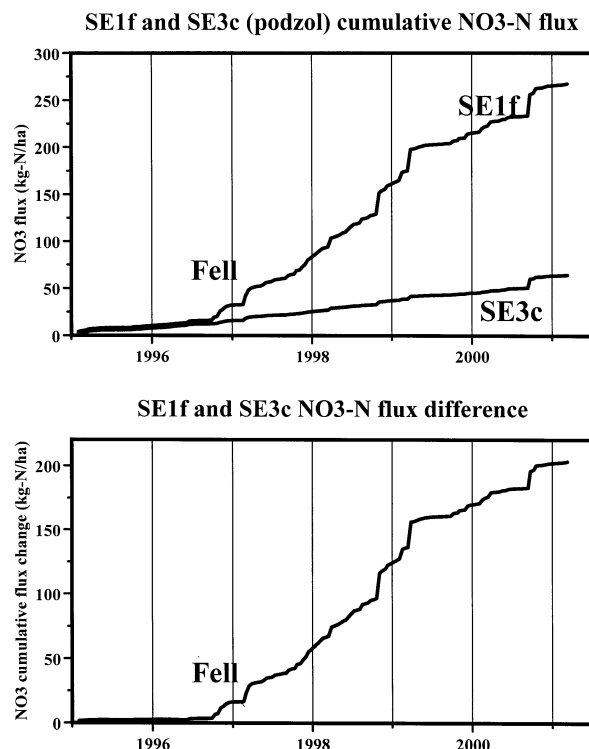 SE1f and SE3c (podzol) cumulative NO3-N flux
NO3 flux (kg-N/ha)
300
250
200
150
100
50
0
SE1f
Fell
SE3c
1996
1998
2000
SE1f and SE3c NO3-N flux difference
NO3 cumulative flux change (kg-N/ha)
200
150
100
50
0
Fell
1996
1998
2000